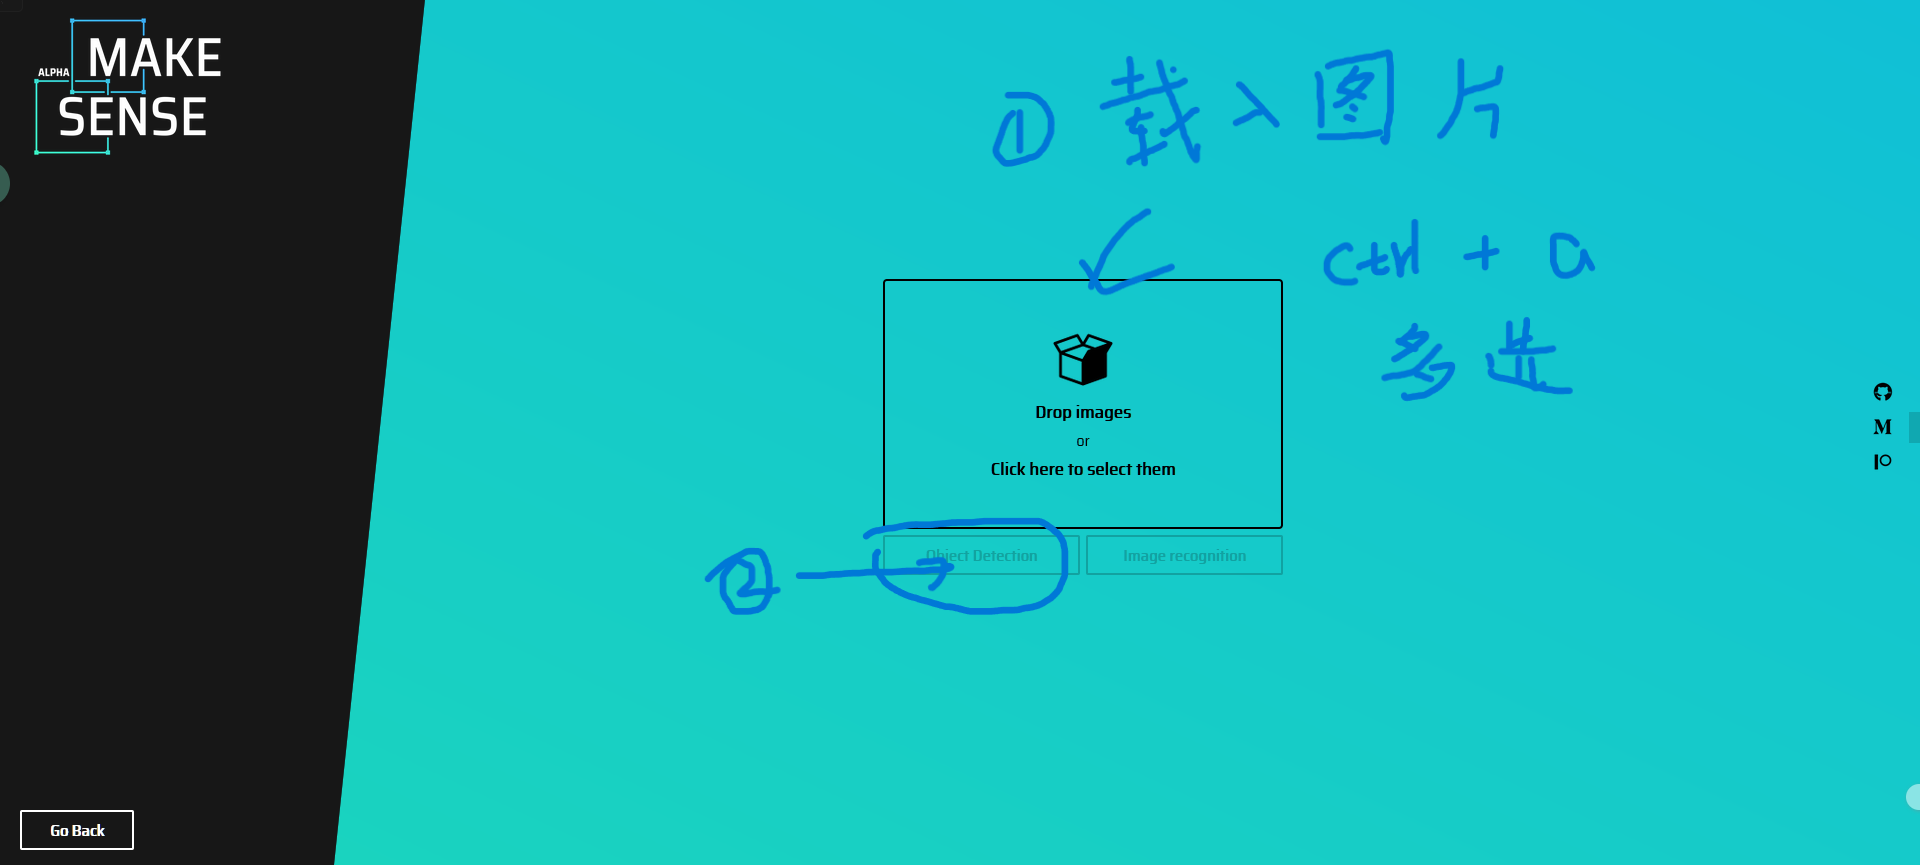 MAKE
ALPHA
SENSE
① 载入图片
ctrl + a
多选
Drop images
or
Click here to select them
② Object Detection
Image recognition
M
Go Back